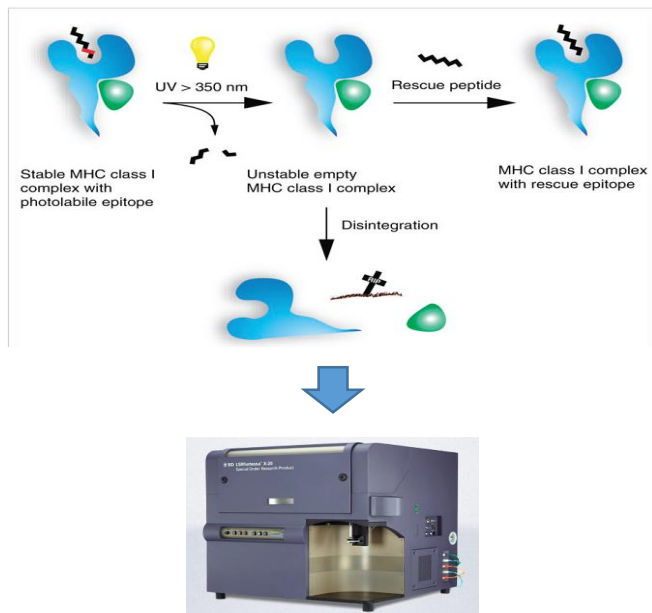 UV > 350 nm
Rescue peptide
Stable MHC class I
complex with
photolabile epitope
Unstable empty
MHC class I complex
MHC class I complex
with rescue epitope
Disintegration
RIP
BD LSRFortessa X-20
Special Order Research Product